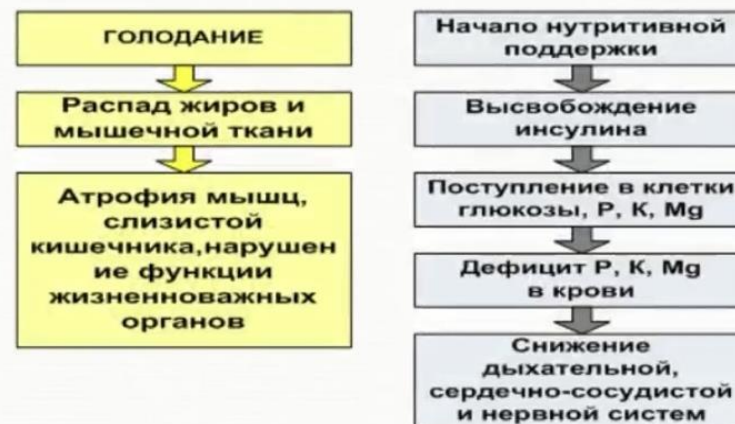 ГОЛОДАНИЕ
Распад жиров и
мышечной ткани
Атрофия мышц,
слизистой
кишечника,нарушен
ие функции
жизненноважных
органов
Начало нутритивной
поддержки
Высвобождение
инсулина
Поступление в клетки
глюкозы, Р, К, Mg
Дефицит Р, К, Mg
в крови
Снижение
дыхательной,
сердечно-сосудистой
и нервной систем